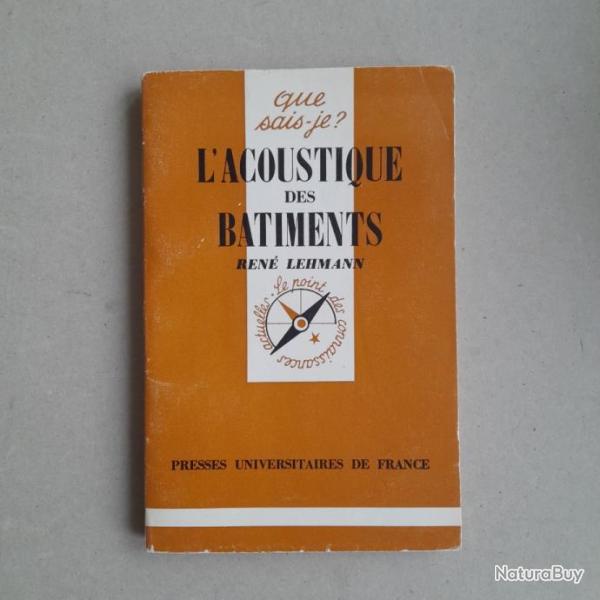 que
sais-je?
L'ACOUSTIQUE
DES
BATIMENTS
RENÉ LEHMANN
Le point des connaissances actuelles
PRESSES UNIVERSITAIRES DE FRANCE
NaturaBuy